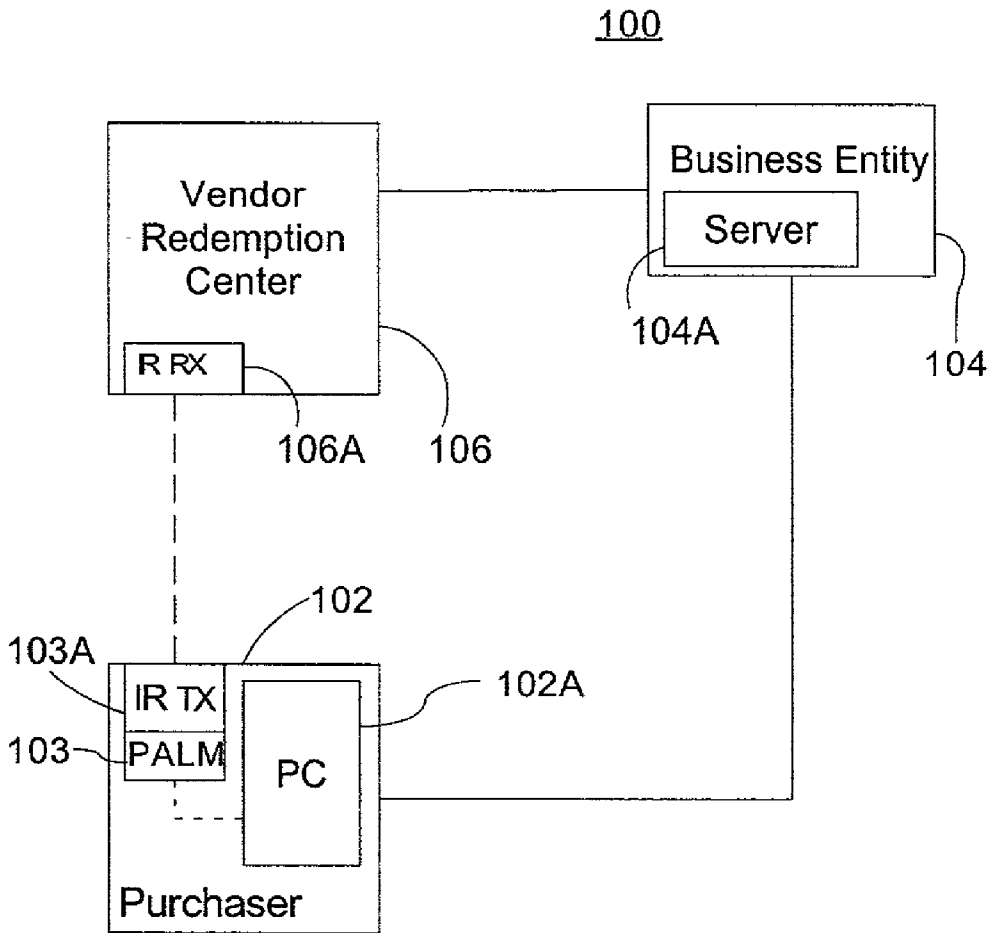 100
Vendor
Redemption
Center
IR RX
106A
106
Business Entity
Server
104A
104
102
103A
IR TX
103
PALM
102A
PC
Purchaser